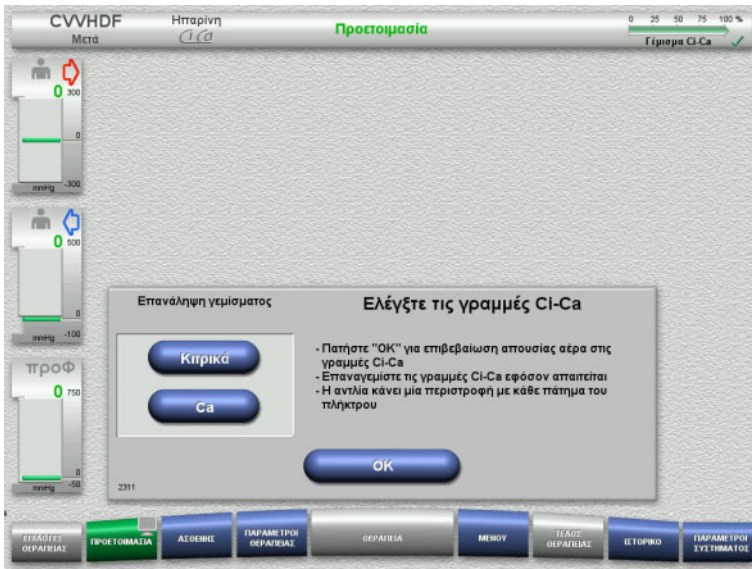 CVVHDF
Μετά
Ηπαρίνη
CiCa
Προετοιμασία
0 25 50 75 100 %
Γέμισμα Ci-Ca
0 300
0
mmHg -300
0 500
0
mmHg -100
προΦ
0 750
0
mmHg -50
Επανάληψη γεμίσματος
Ελέγξτε τις γραμμές Ci-Ca
Κιτρικά
Ca
- Πατήστε "OK" για επιβεβαίωση απουσίας αέρα στις
γραμμές Ci-Ca
- Επαναγεμίστε τις γραμμές Ci-Ca εφόσον απαιτείται
- Η αντλία κάνει μία περιστροφή με κάθε πάτημα του
πλήκτρου
OK
2311
ΕΠΙΛΟΓΕΣ
ΘΕΡΑΠΕΙΑΣ
ΠΡΟΕΤΟΙΜΑΣΙΑ
ΑΣΘΕΝΗΣ
ΠΑΡΑΜΕΤΡΟΙ
ΘΕΡΑΠΕΙΑΣ
ΘΕΡΑΠΕΙΑ
ΜΕΝΟΥ
ΤΕΛΟΣ
ΘΕΡΑΠΕΙΑΣ
ΙΣΤΟΡΙΚΟ
ΠΑΡΑΜΕΤΡΟΙ
ΣΥΣΤΗΜΑΤΟΣ